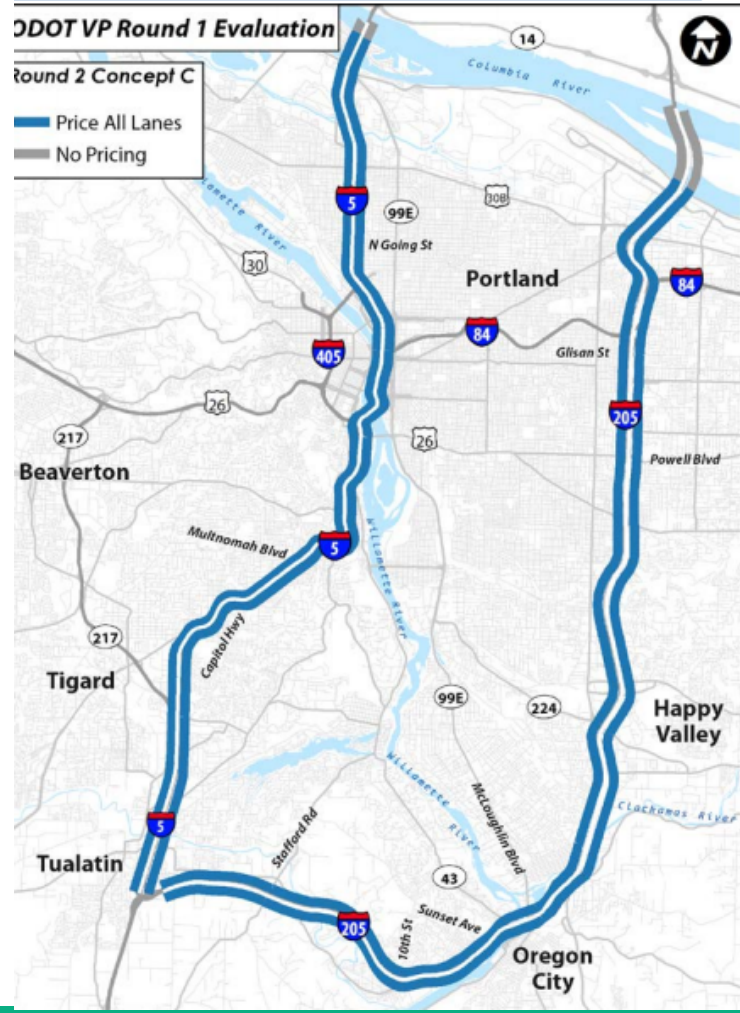 ODOT VP Round 1 Evaluation
Round 2 Concept C
Price All Lanes
No Pricing
14
N
Columbia River
5
99E
30B
N Going St
lamette River
30
Portland
84
84
405
Glisan St
26
205
217
26
Powell Blvd
Beaverton
Multnomah Blvd
5
Willamette River
217
Capitol Hwy
Tigard
99E
224
Happy
Valley
Willamette
River
McLoughlin Blvd
Clackamas River
5
Stafford Rd
Tualatin
43
Sunset Ave
205
10th St
Oregon
City